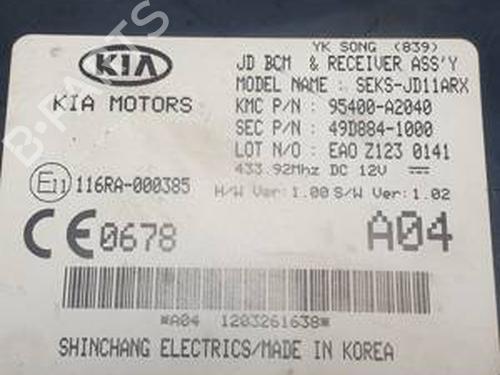 YK SONG (839)
KIA
JD BCM & RECEIVER ASS'Y
MODEL NAME : SEKS-JD11ARX
KIA MOTORS
KMC P/N : 95400-A2040
SEC P/N : 49D884-1000
LOT N/O : EAO Z123 0141
433.92Mhz DC 12V
E11 116RA-000385
H/W Ver: 1.00 S/W Ver: 1.02
CE 0678
A04
*A04 1203261638*
SHINCHANG ELECTRICS/MADE IN KOREA
B-PARTS